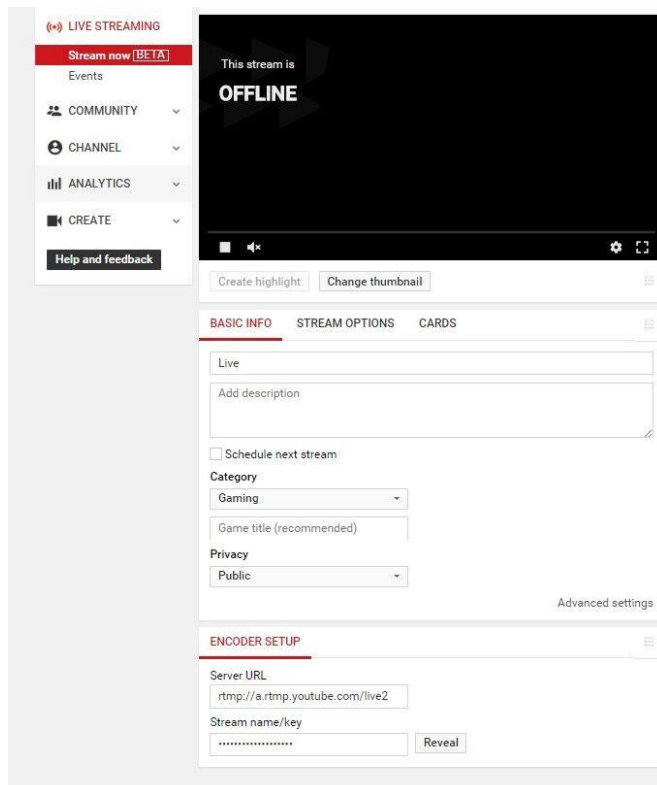 LIVE STREAMING
Stream now BETA
Events
COMMUNITY
CHANNEL
ANALYTICS
CREATE
Help and feedback
This stream is
OFFLINE
Create highlight Change thumbnail
BASIC INFO STREAM OPTIONS CARDS
Live
Add description
Schedule next stream
Category
Gaming
Game title (recommended)
Privacy
Public
Advanced settings
ENCODER SETUP
Server URL
rtmp://a.rtmp.youtube.com/live2
Stream name/key
••••••••••••••••••• Reveal